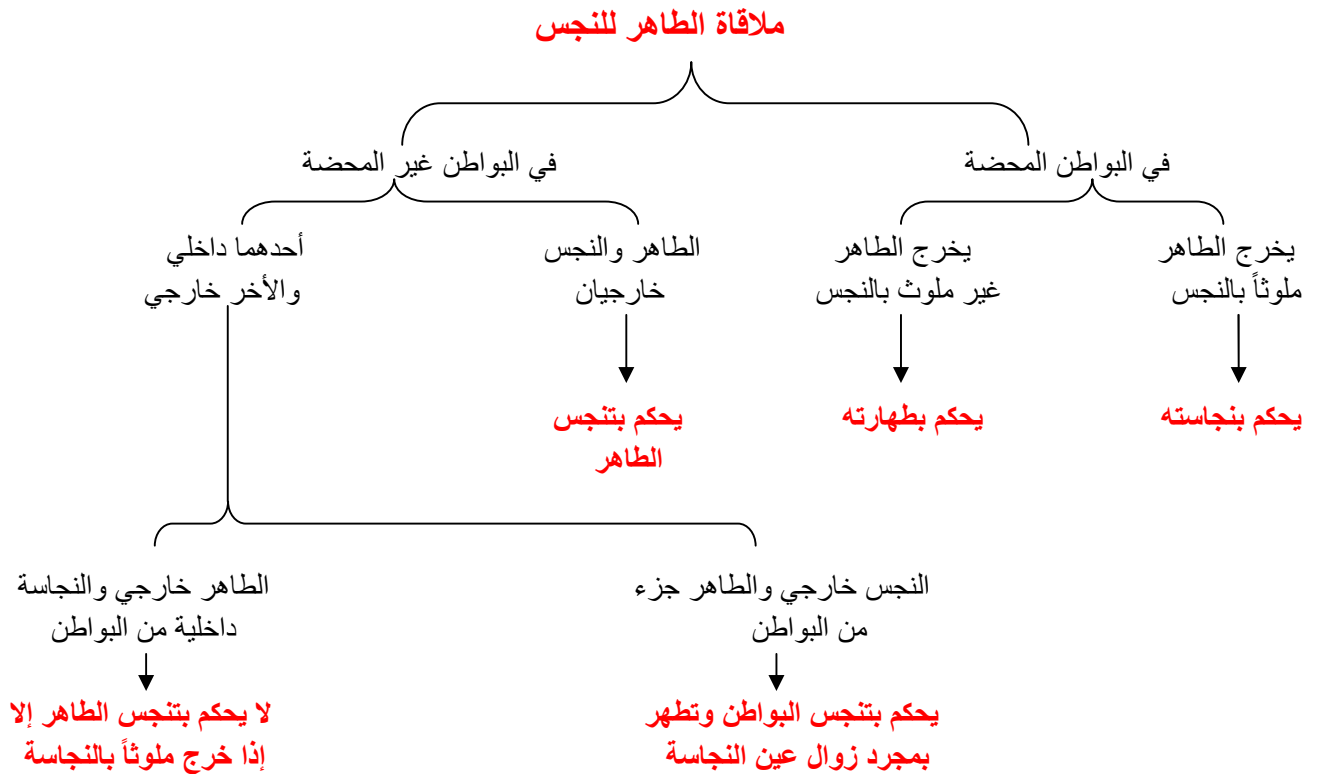 ملاقاة الطاهر للنجس
في البواطن المحضة
في البواطن غير المحضة
يخرج الطاهر
ملوثاً بالنجس
يخرج الطاهر
غير ملوث بالنجس
الطاهر والنجس
خارجيان
أحدهما داخلي
والأخر خارجي
يحكم بنجاسته
يحكم بطهارته
يحكم بتنجس
الطاهر
النجس خارجي والطاهر جزء
من البواطن
الطاهر خارجي والنجاسة
داخلية من البواطن
يحكم بتنجس البواطن وتطهر
بمجرد زوال عين النجاسة
لا يحكم بتنجس الطاهر إلا
إذا خرج ملوثاً بالنجاسة